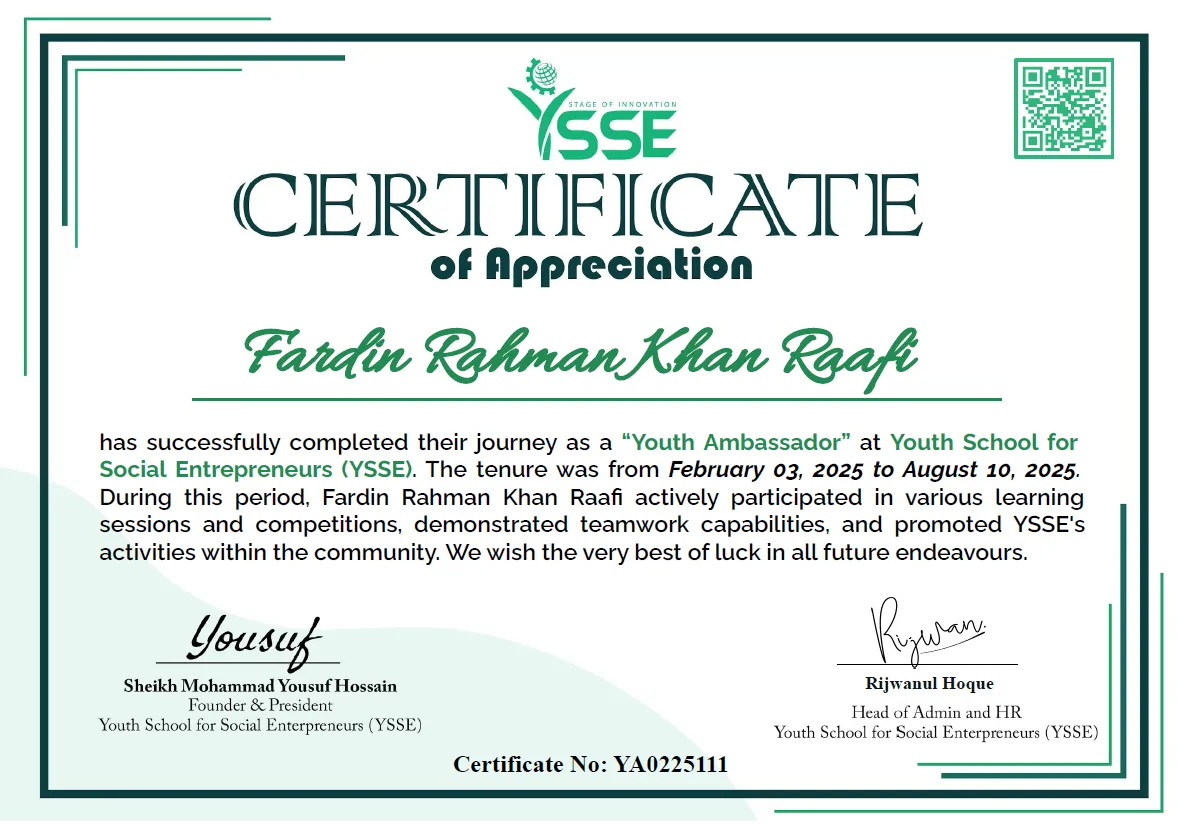 STAGE OF INNOVATION
YSSE
CERTIFICATE
of Appreciation
Fardin Rahman Khan Raafi
has successfully completed their journey as a “Youth Ambassador” at Youth School for
Social Entrepreneurs (YSSE). The tenure was from February 03, 2025 to August 10, 2025.
During this period, Fardin Rahman Khan Raafi actively participated in various learning
sessions and competitions, demonstrated teamwork capabilities, and promoted YSSE's
activities within the community. We wish the very best of luck in all future endeavours.
Yousuf
Sheikh Mohammad Yousuf Hossain
Founder & President
Youth School for Social Enterpreneurs (YSSE)
Rijwan
Rijwanul Hoque
Head of Admin and HR
Youth School for Social Enterpreneurs (YSSE)
Certificate No: YA0225111